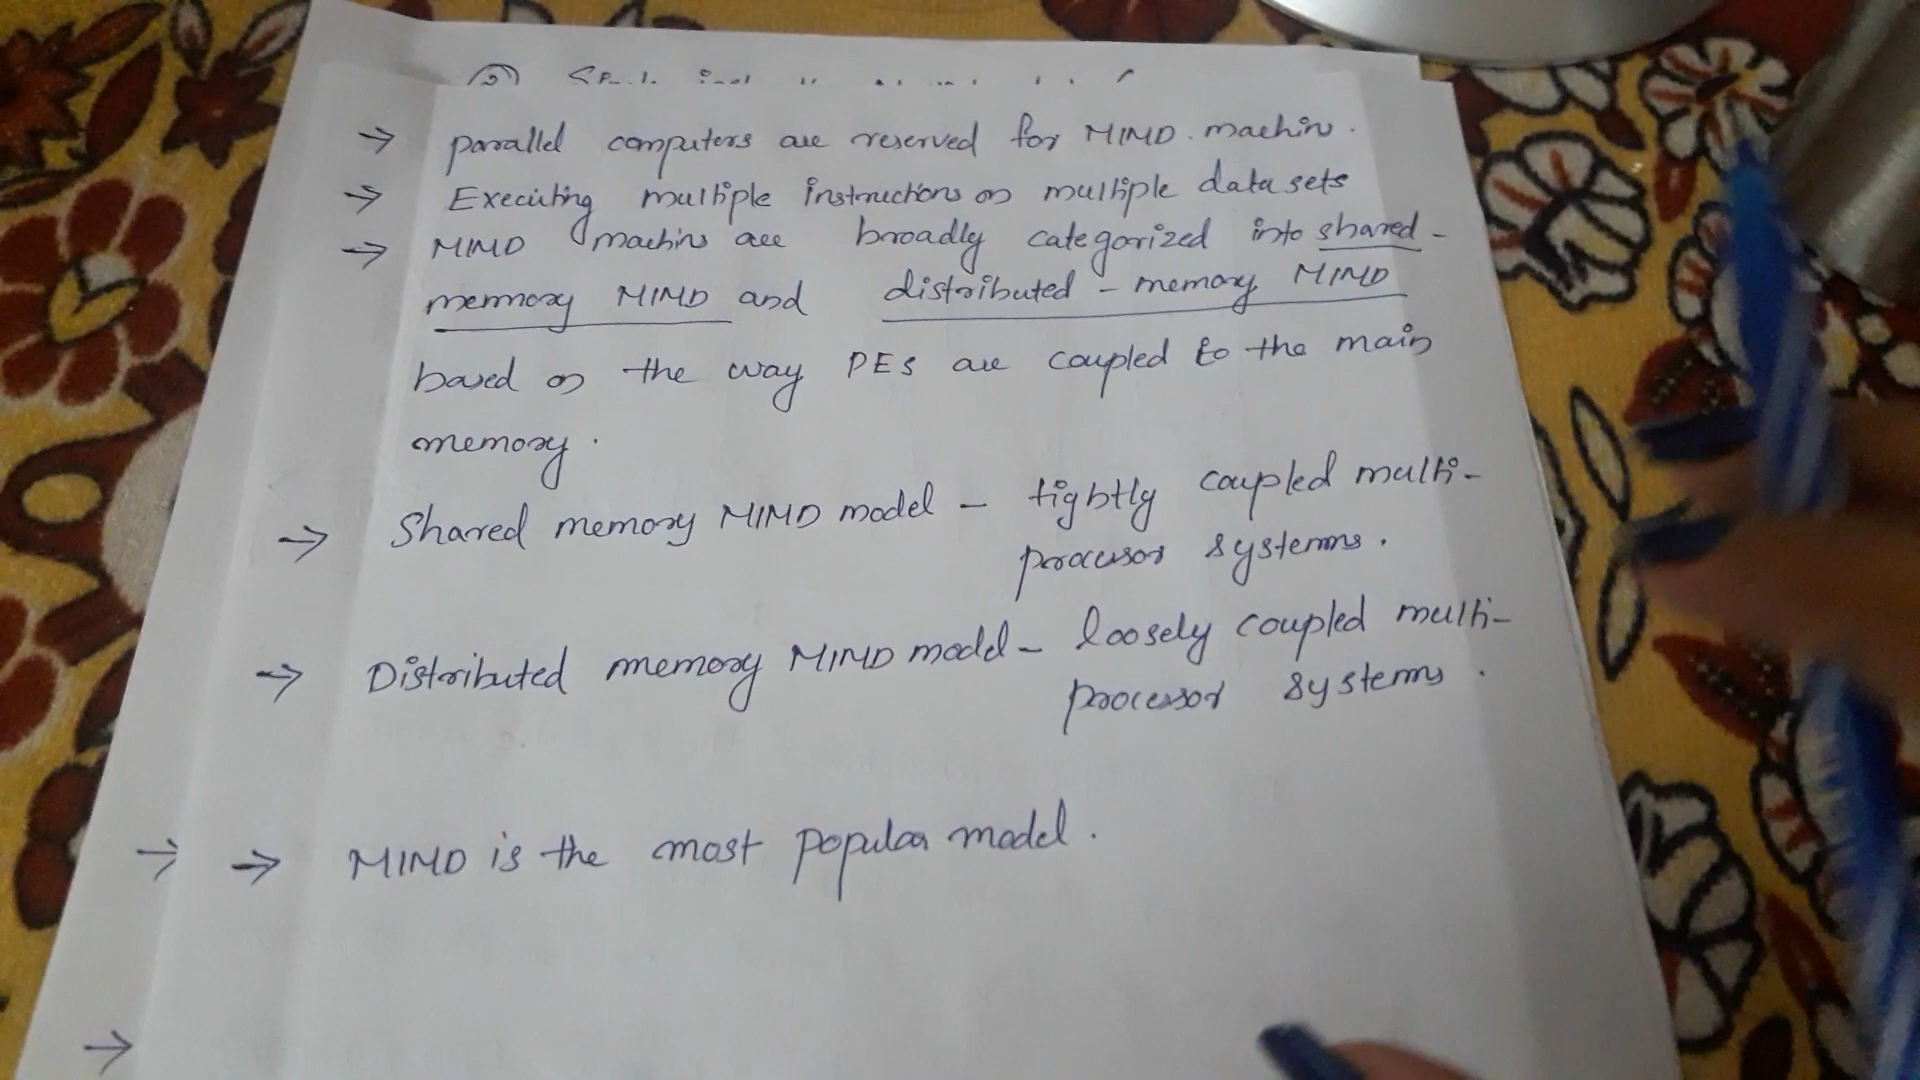 → parallel computers are reserved for MIMD. machine.
→ Executing multiple instructions on multiple data sets
→ MIMD machines are broadly categorized into shared-
memory MIMD and distributed - memory MIMD
based on the way PES are coupled to the main
memory.
→ Shared memory MIMD model - tightly coupled multi-
processor systems.
→ Distributed memory MIMD model - loosely coupled multi-
processor systems.
→ → MIMD is the most popular model.
→